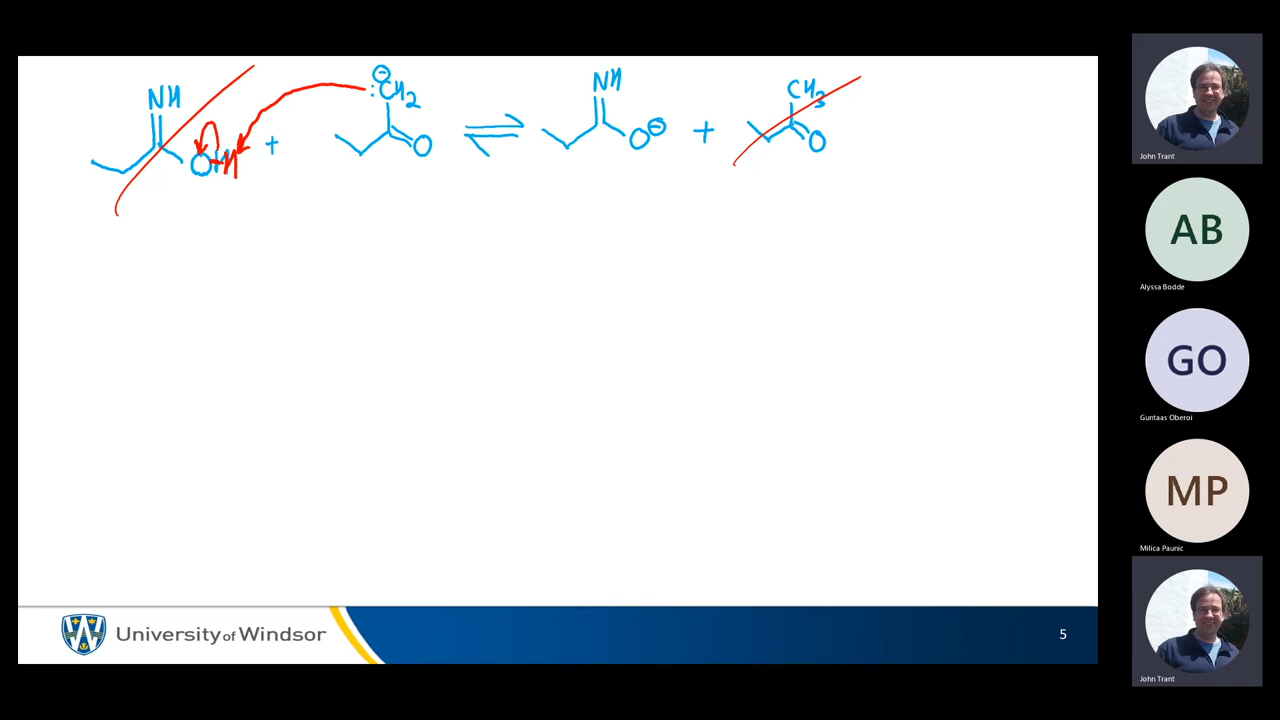 NH
OH
+
⊖
:CH2
O
⇌
NH
O⊖
+
CH3
O
University of Windsor
5
John Trant
AB
Alyssa Bodde
GO
Guntaas Oberoi
MP
Milica Paunic
John Trant